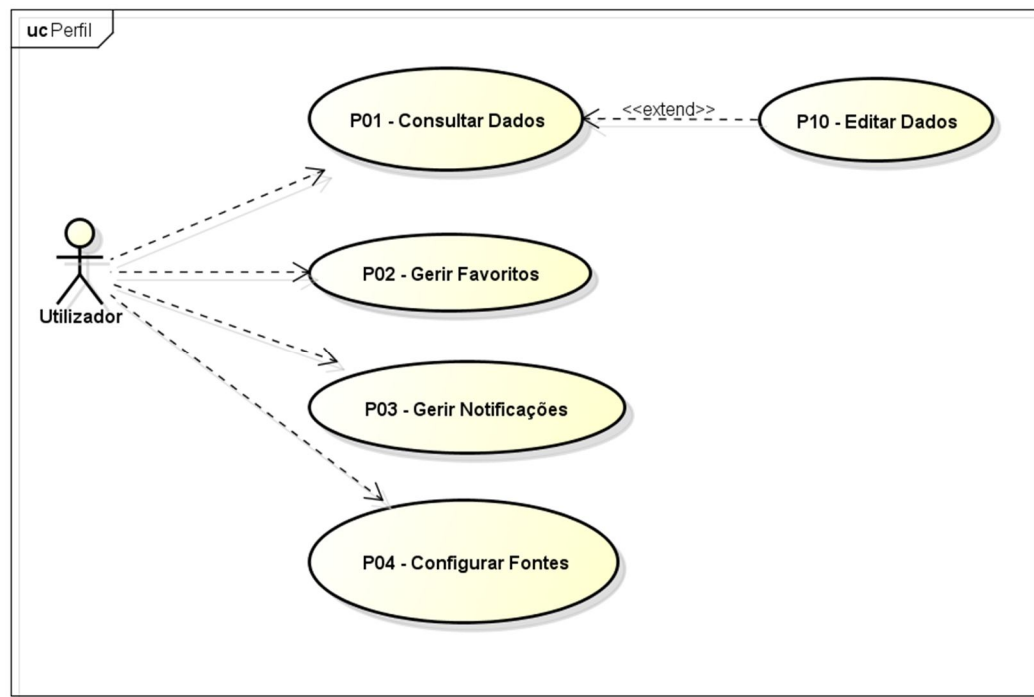 uc Perfil
P01 - Consultar Dados
<<extend>>
P10 - Editar Dados
P02 - Gerir Favoritos
Utilizador
P03 - Gerir Notificações
P04 - Configurar Fontes